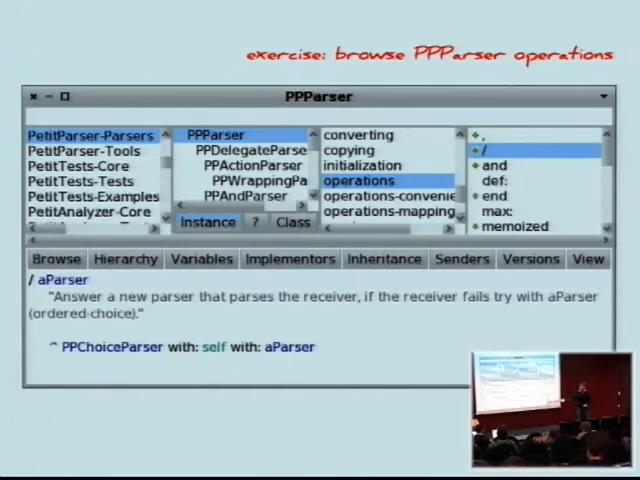 exercise: browse PPParser operations
PPParser
PetitParser-Parsers
PetitParser-Tools
PetitTests-Core
PetitTests-Tests
PetitTests-Examples
PetitAnalyzer-Core
PPParser
PPDelegateParse
PPActionParser
PPWrappingPa
PPAndParser
Instance ? Class
converting
copying
initialization
operations
operations-convenie
operations-mapping
,
/
and
def:
end
max:
memoized
Browse Hierarchy Variables Implementors Inheritance Senders Versions View
/ aParser
"Answer a new parser that parses the receiver, if the receiver fails try with aParser
(ordered-choice)."
^ PPChoiceParser with: self with: aParser